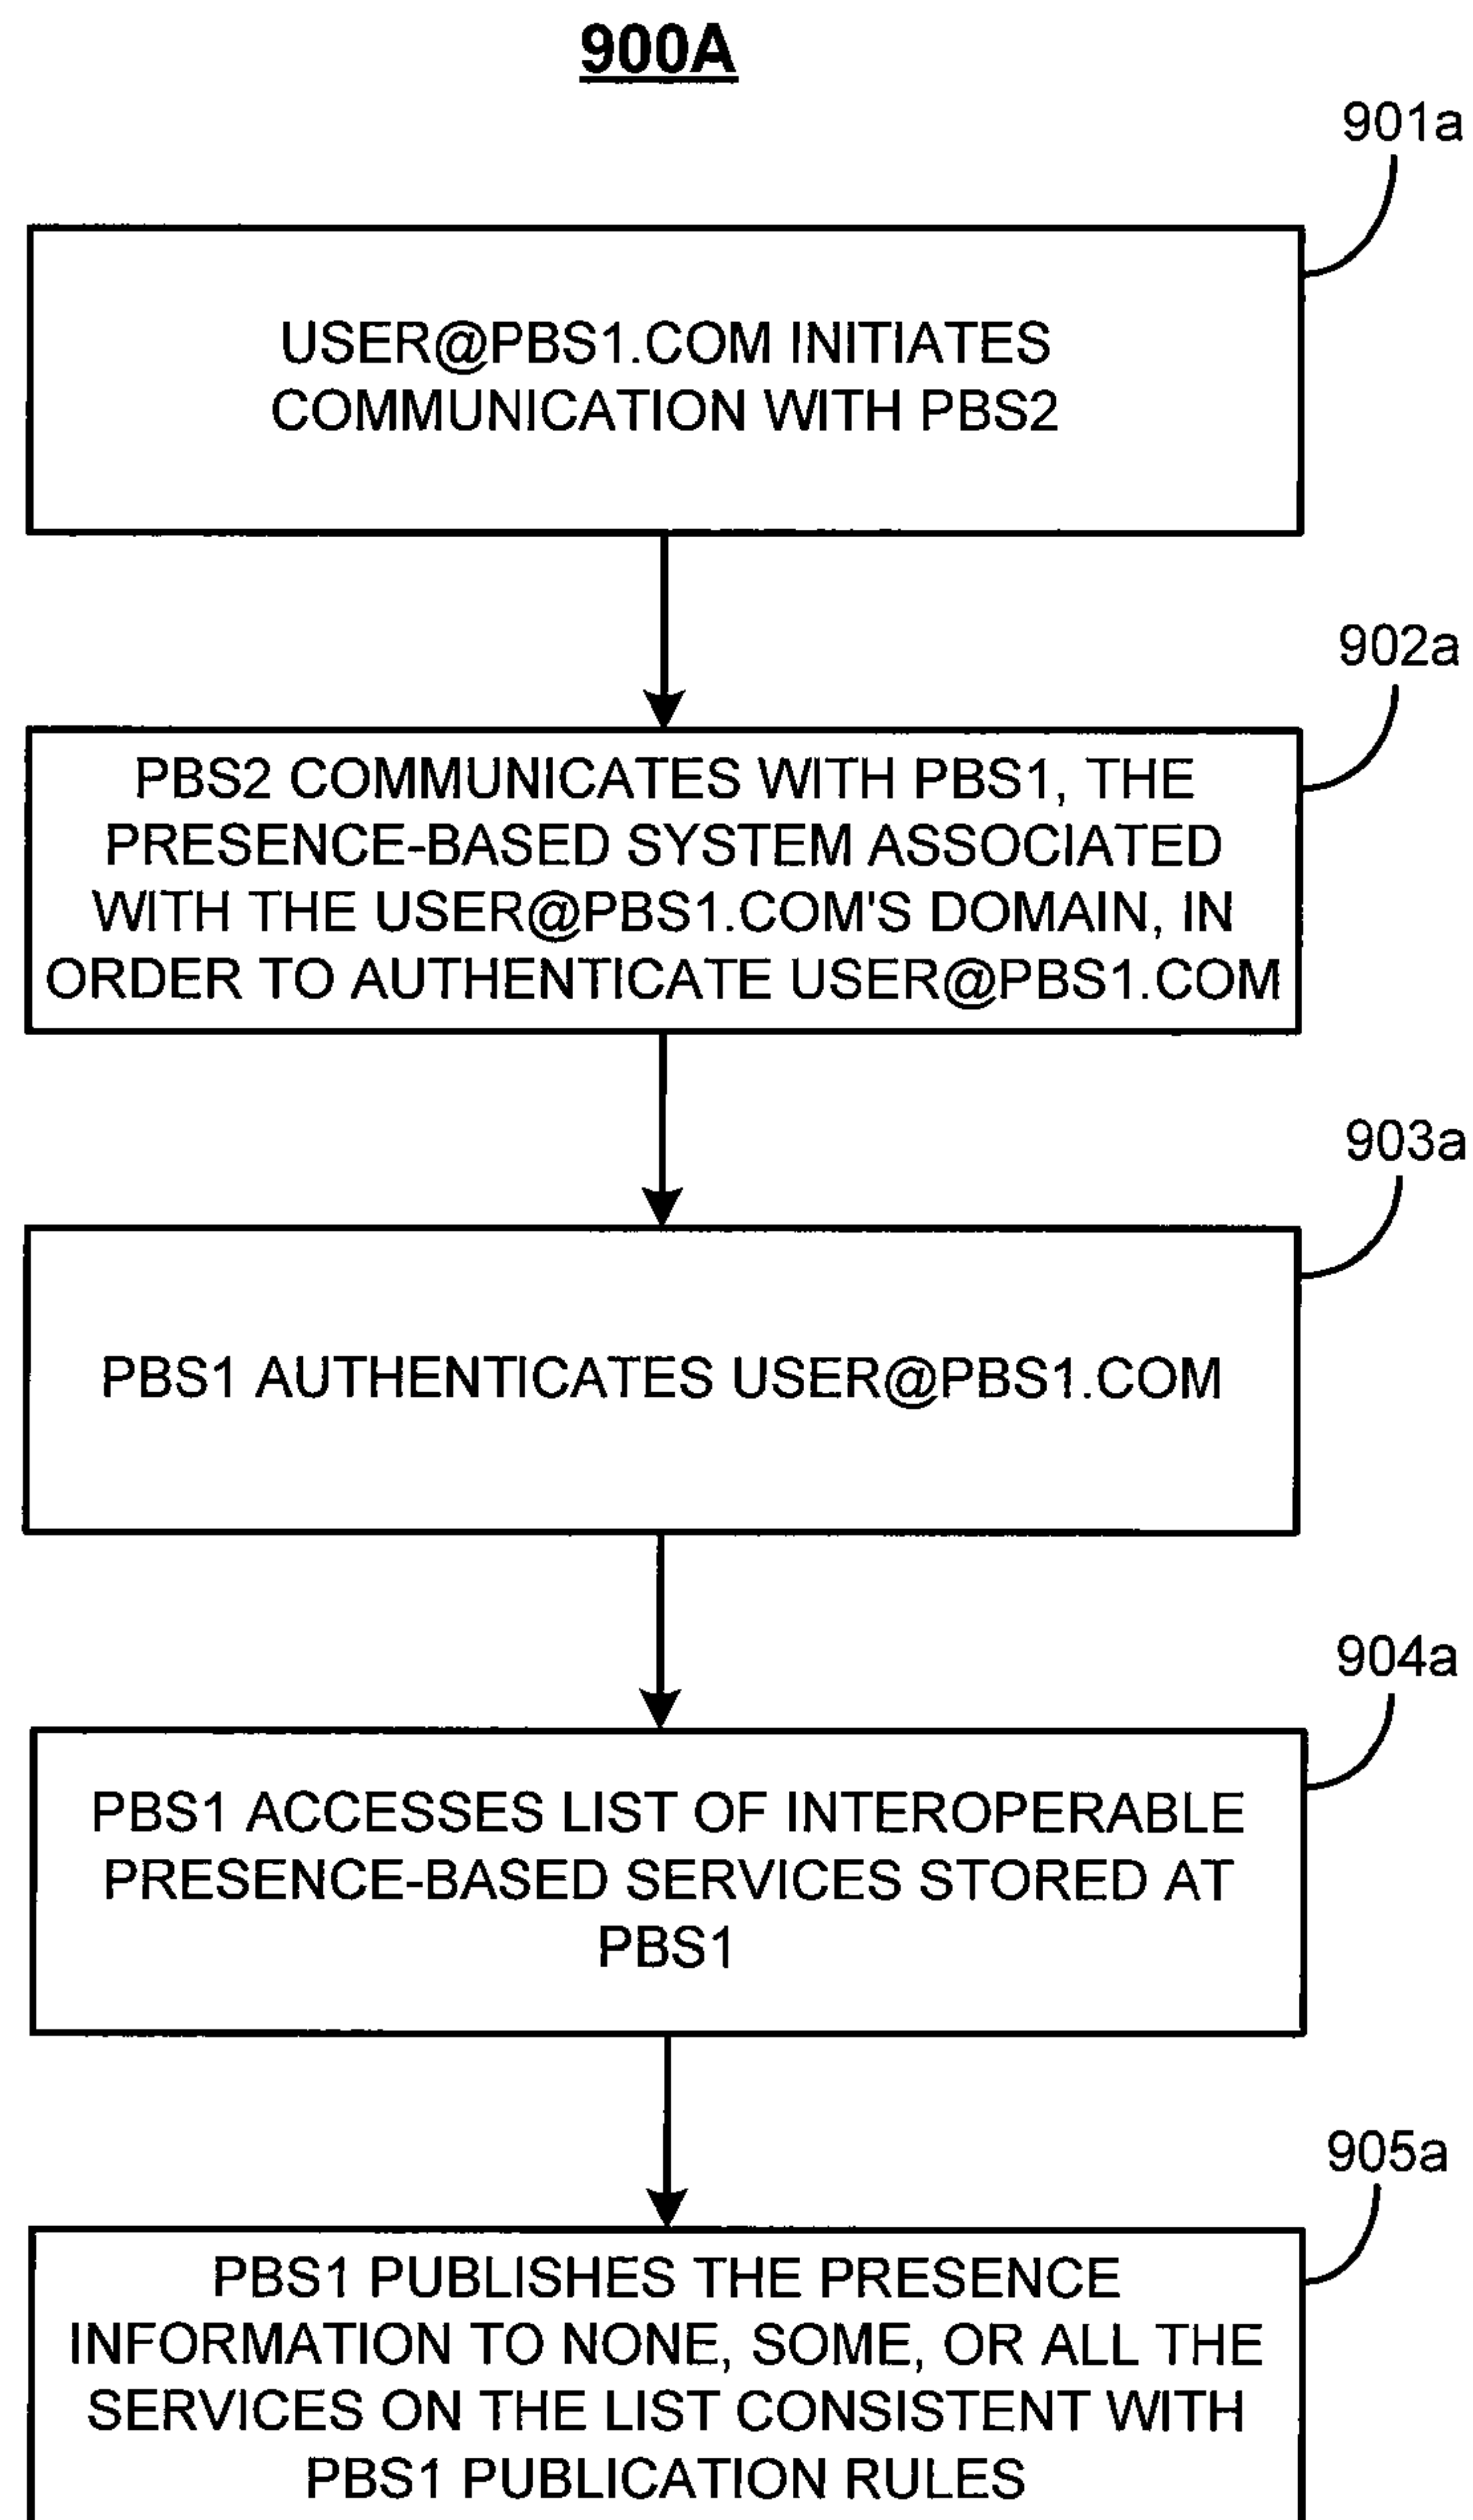 900A
901a
USER@PBS1.COM INITIATES
COMMUNICATION WITH PBS2
902a
PBS2 COMMUNICATES WITH PBS1, THE
PRESENCE-BASED SYSTEM ASSOCIATED
WITH THE USER@PBS1.COM'S DOMAIN, IN
ORDER TO AUTHENTICATE USER@PBS1.COM
903a
PBS1 AUTHENTICATES USER@PBS1.COM
904a
PBS1 ACCESSES LIST OF INTEROPERABLE
PRESENCE-BASED SERVICES STORED AT
PBS1
905a
PBS1 PUBLISHES THE PRESENCE
INFORMATION TO NONE, SOME, OR ALL THE
SERVICES ON THE LIST CONSISTENT WITH
PBS1 PUBLICATION RULES